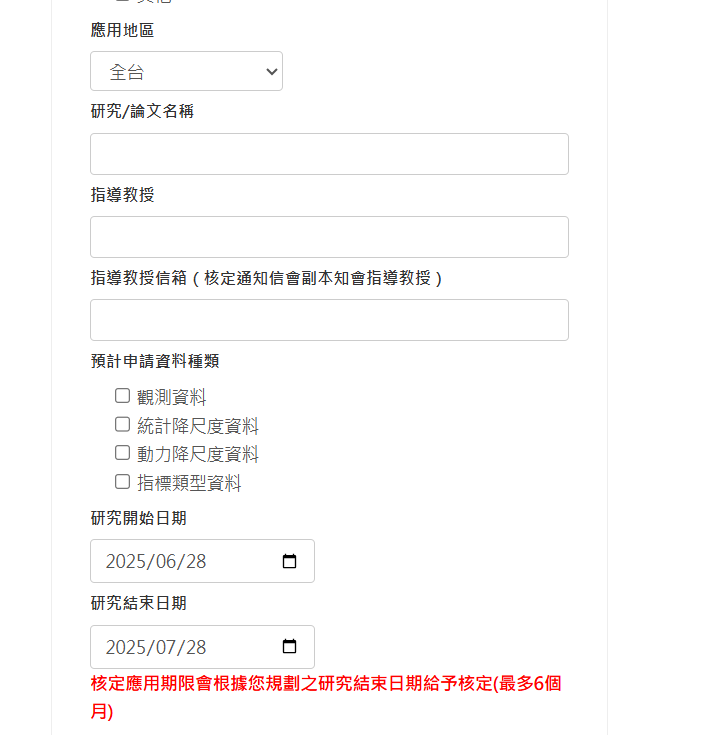 應用地區
全台
研究/論文名稱
指導教授
指導教授信箱 ( 核定通知信會副本知會指導教授 )
預計申請資料種類
觀測資料
統計降尺度資料
動力降尺度資料
指標類型資料
研究開始日期
2025/06/28
研究結束日期
2025/07/28
核定應用期限會根據您規劃之研究結束日期給予核定(最多6個
月)